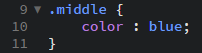 9 ▼ .middle {
10 color : blue;
11 }